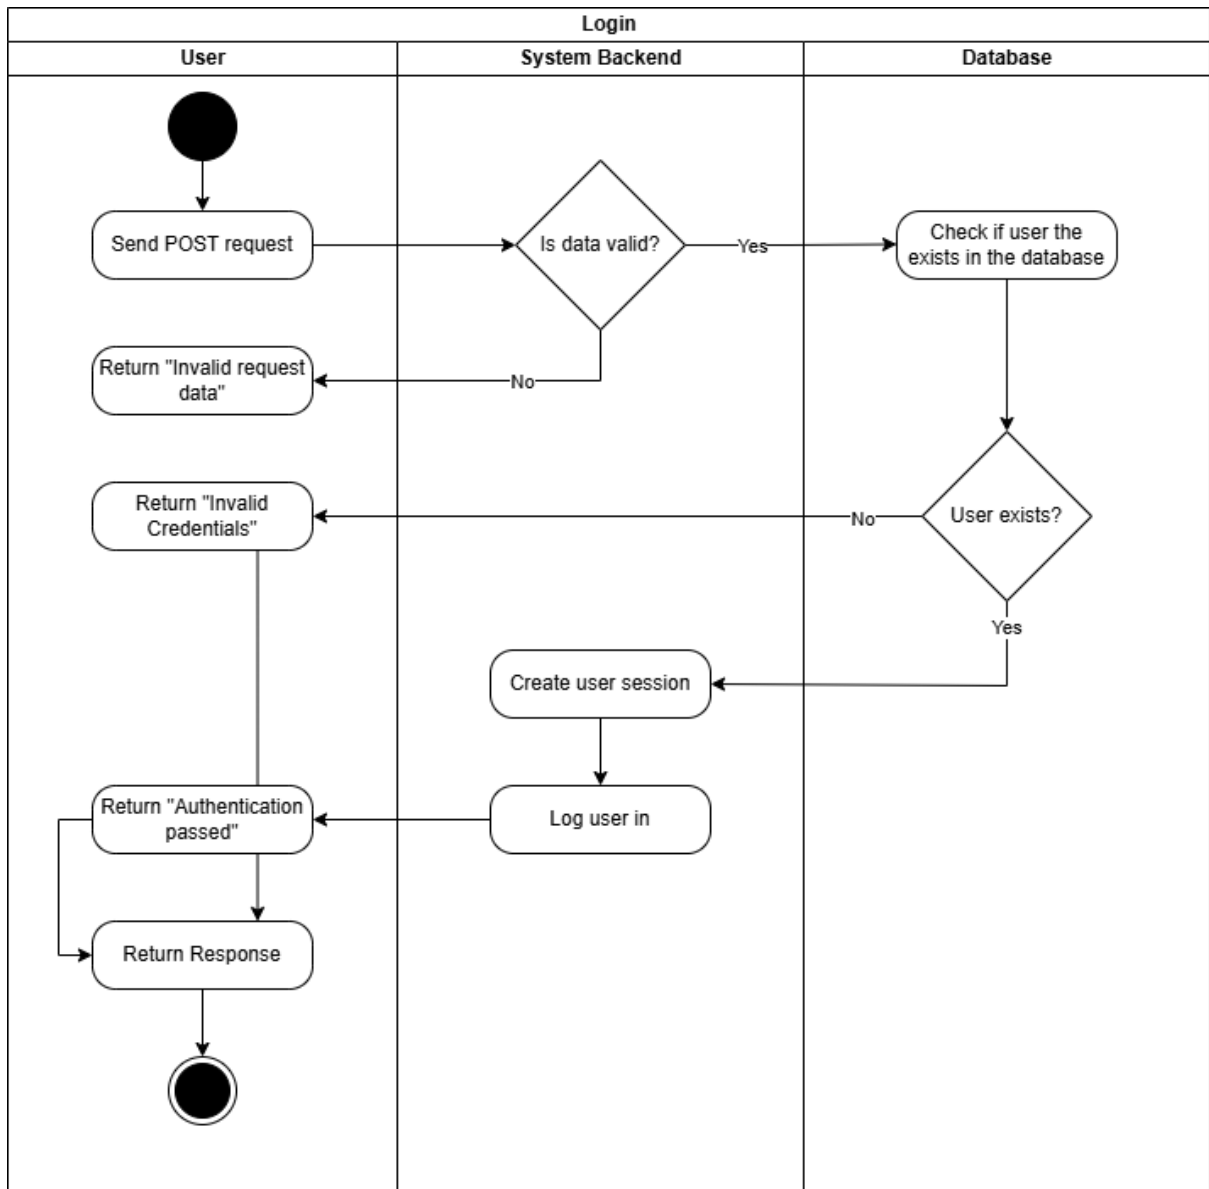 Login
User
System Backend
Database
Send POST request
Is data valid?
Yes
Check if user the
exists in the database
Return "Invalid request
data"
No
Return "Invalid
Credentials"
No
User exists?
Yes
Create user session
Return "Authentication
passed"
Log user in
Return Response